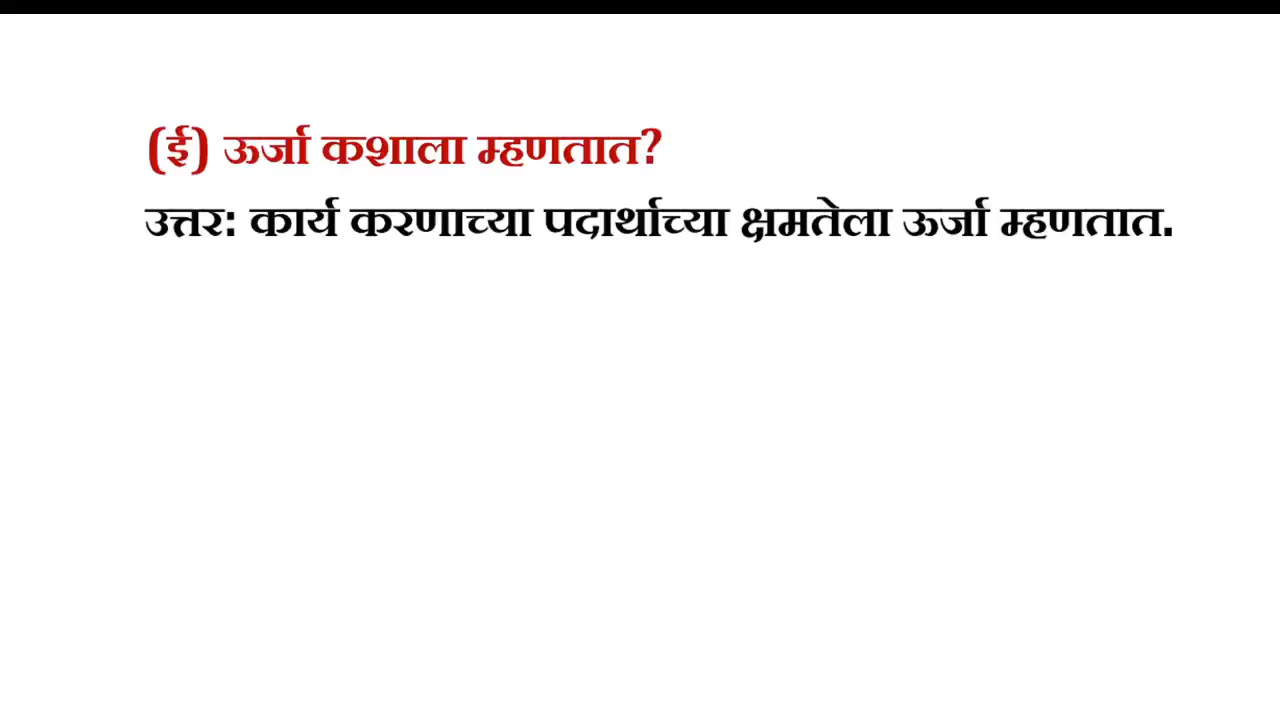 (ई) ऊर्जा कशाला म्हणतात?
उत्तर: कार्य करणाच्या पदार्थाच्या क्षमतेला ऊर्जा म्हणतात.